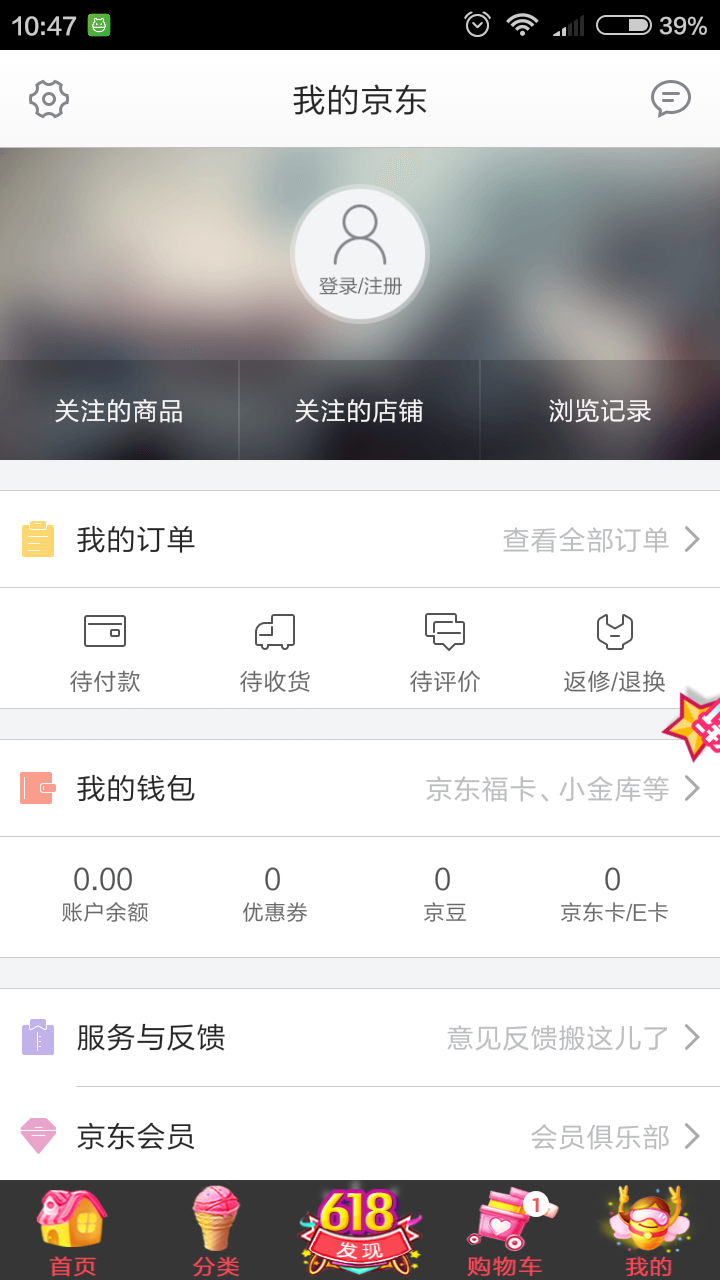 10:47 39%
我的京东
登录/注册
关注的商品 关注的店铺 浏览记录
我的订单 查看全部订单
待付款 待收货 待评价 返修/退换
我的钱包 京东福卡、小金库等
0.00 0 0 0
账户余额 优惠券 京豆 京东卡/E卡
服务与反馈 意见反馈搬这儿了
京东会员 会员俱乐部
618 1
发现
首页 分类 购物车 我的